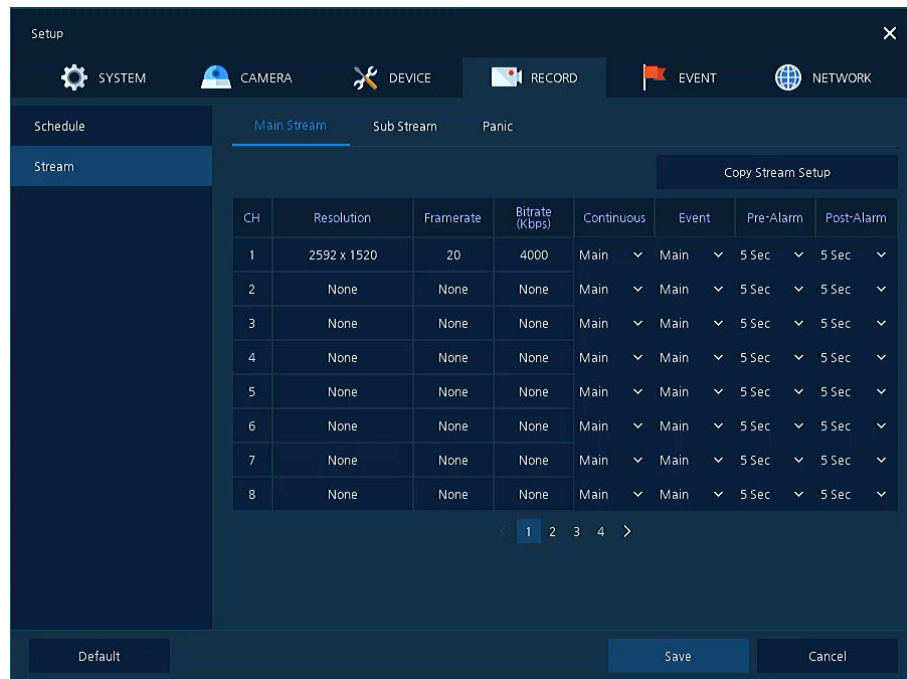 Setup
SYSTEM CAMERA DEVICE RECORD EVENT NETWORK
Schedule
Stream
Main Stream Sub Stream Panic
Copy Stream Setup
CH Resolution Framerate Bitrate (Kbps) Continuous Event Pre-Alarm Post-Alarm
1 2592 x 1520 20 4000 Main Main 5 Sec 5 Sec
2 None None None Main Main 5 Sec 5 Sec
3 None None None Main Main 5 Sec 5 Sec
4 None None None Main Main 5 Sec 5 Sec
5 None None None Main Main 5 Sec 5 Sec
6 None None None Main Main 5 Sec 5 Sec
7 None None None Main Main 5 Sec 5 Sec
8 None None None Main Main 5 Sec 5 Sec
1 2 3 4
Default Save Cancel